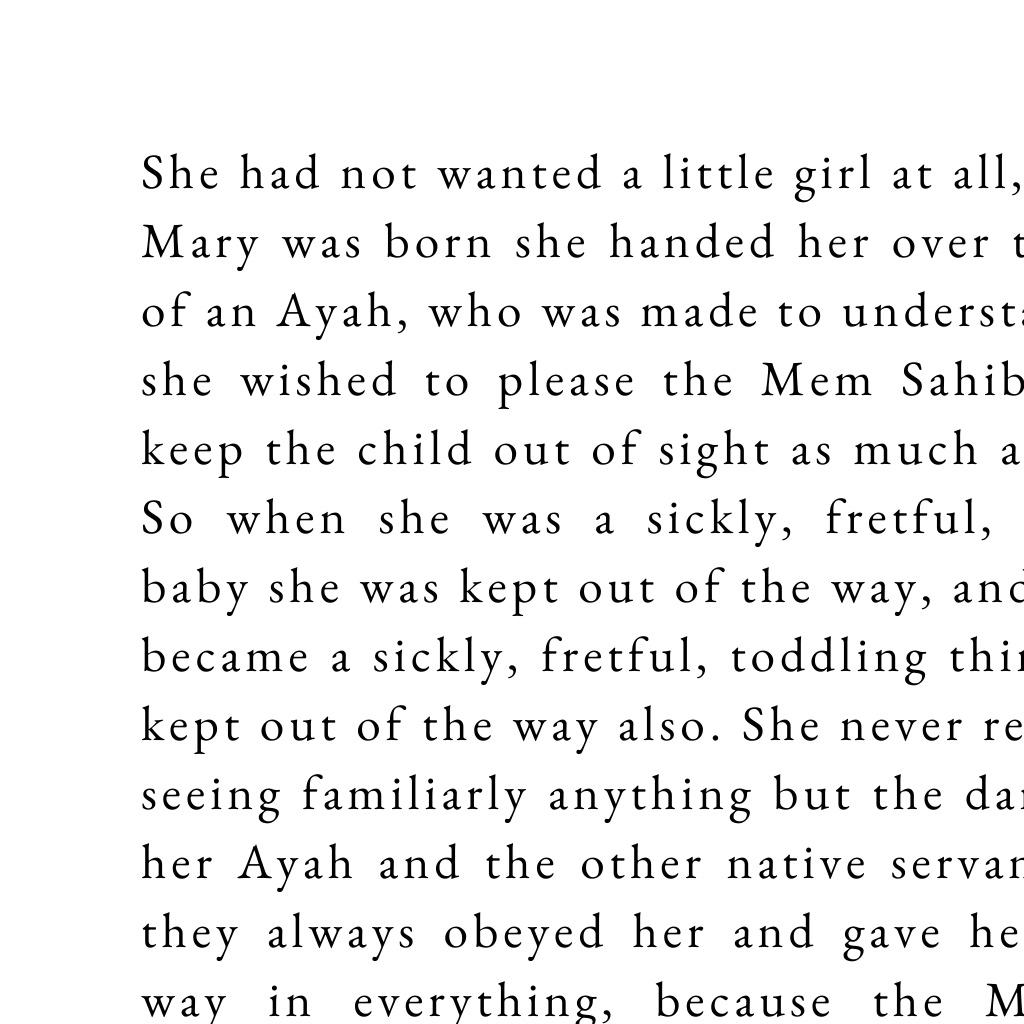 She had not wanted a little girl at all,
Mary was born she handed her over
of an Ayah, who was made to
she wished to please the Mem Sahib
keep the child out of sight as much
So when she was a sickly, fretful,
baby she was kept out of the way, and
became a sickly, fretful, toddling
kept out of the way also. She never
seeing familiarly anything but the
her Ayah and the other native
they always obeyed her and gave
way in everything, because the